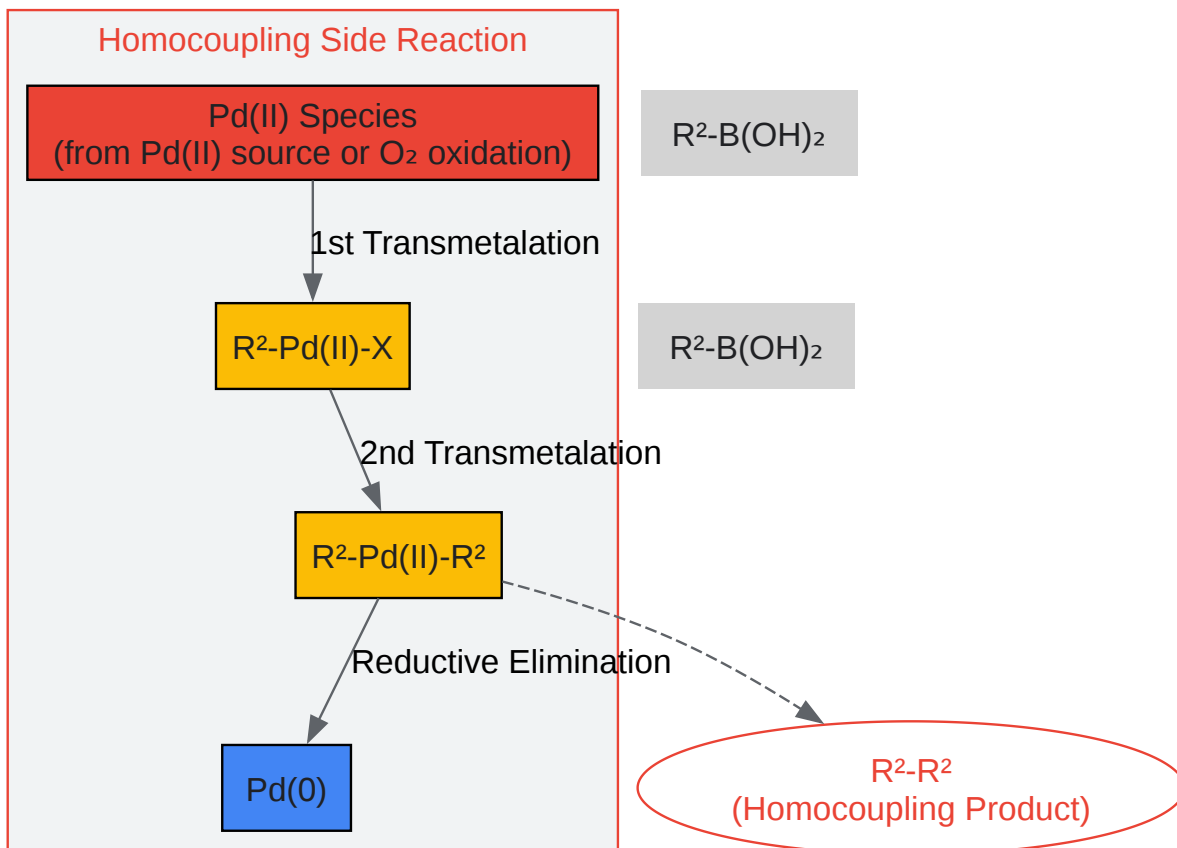 Homocoupling Side Reaction
Pd(II) Species
(from Pd(II) source or O₂ oxidation)
R²-B(OH)₂
1st Transmetalation
R²-Pd(II)-X
R²-B(OH)₂
2nd Transmetalation
R²-Pd(II)-R²
Reductive Elimination
Pd(0)
R²-R²
(Homocoupling Product)